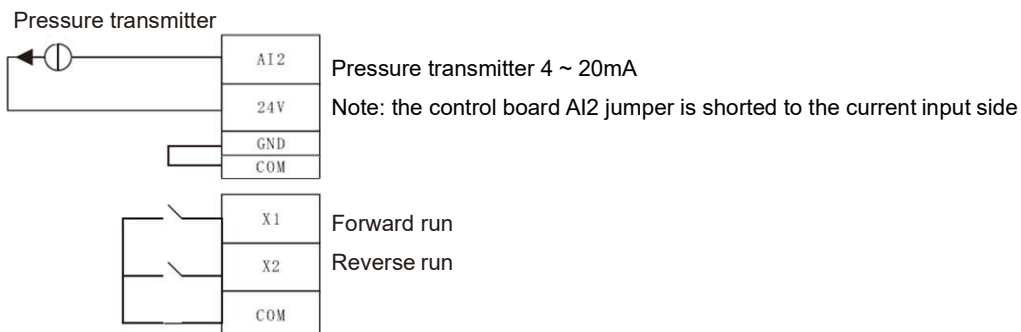 Pressure transmitter
AI2
Pressure transmitter 4 ~ 20mA
24V
Note: the control board AI2 jumper is shorted to the current input side
GND
COM
X1
Forward run
X2
Reverse run
COM